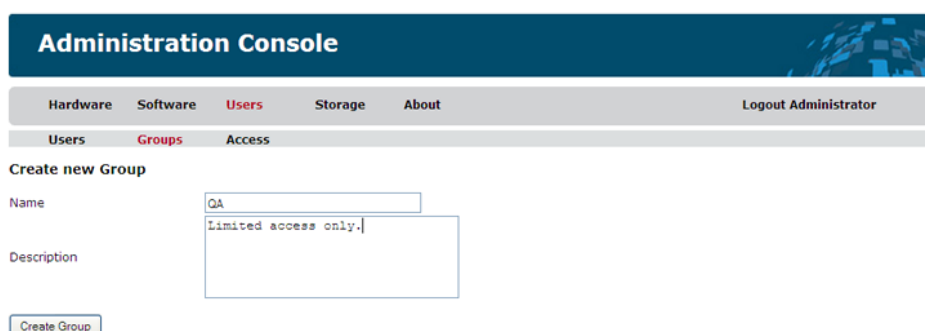 Administration Console
Hardware Software Users Storage About Logout Administrator
Users Groups Access
Create new Group
Name QA
Limited access only.
Description
Create Group